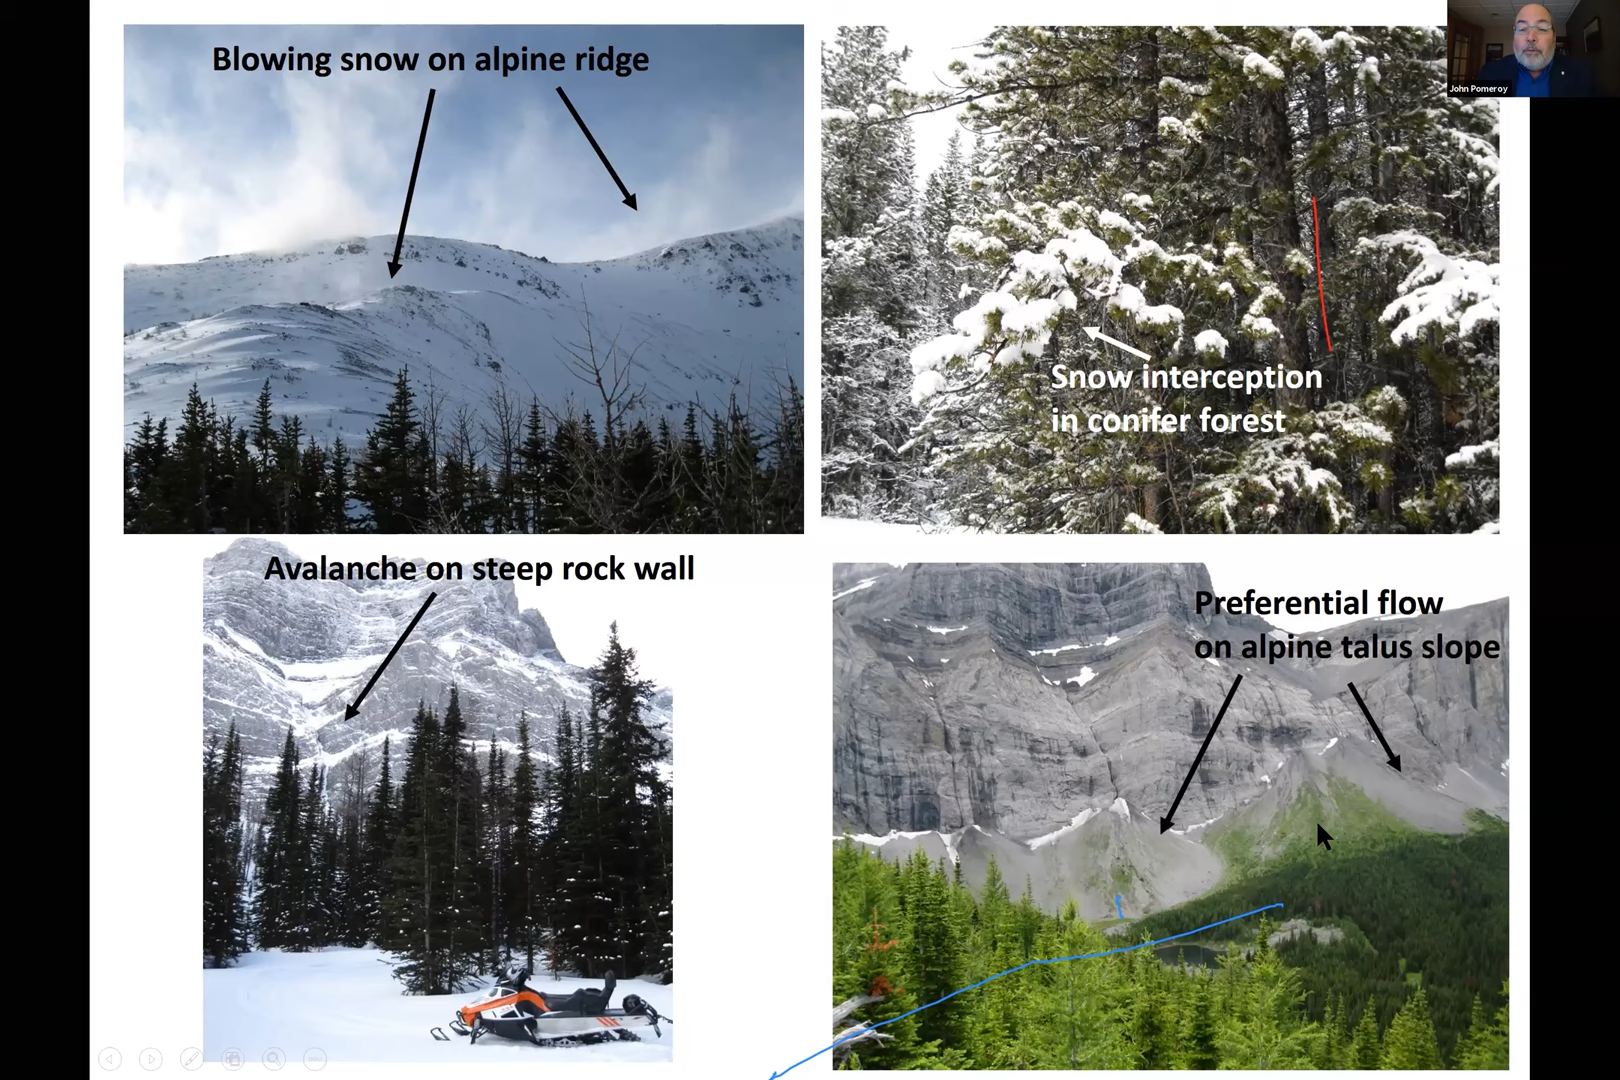 Blowing snow on alpine ridge
John Pomeroy
Snow interception
in conifer forest
Avalanche on steep rock wall
Preferential flow
on alpine talus slope